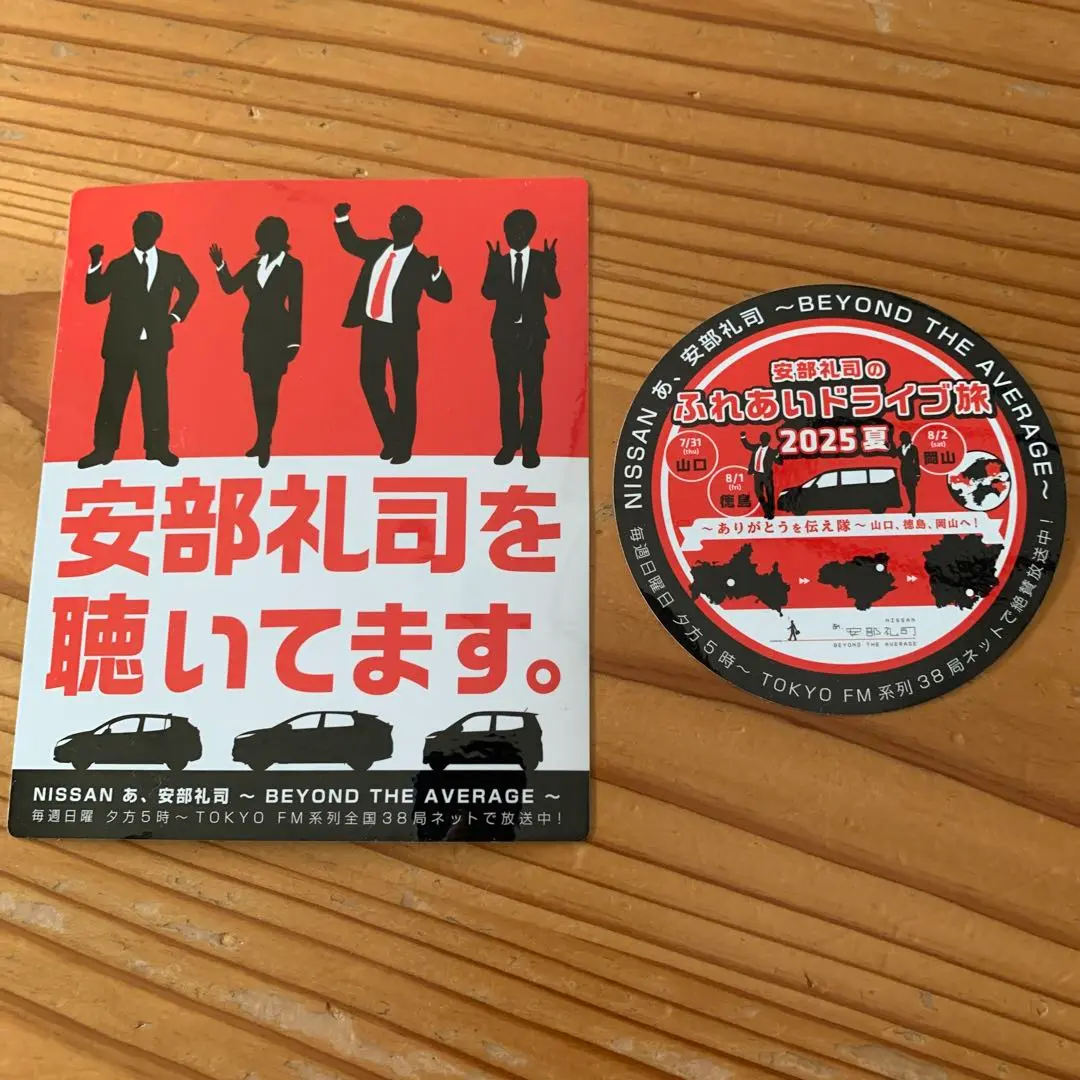 安部礼司を
聴いてます。
NISSAN あ、安部礼司 ～ BEYOND THE AVERAGE ～
毎週日曜 夕方5時～TOKYO FM系列全国38局ネットで放送中!
NISSAN あ、安部礼司 ～BEYOND THE AVERAGE～
安部礼司の
ふれあいドライブ旅
2025夏
7/31
(thu)
山口
8/1
(fri)
徳島
8/2
(sat)
岡山
～ありがとうを伝え隊～山口、徳島、岡山へ!
NISSAN
あ、安部礼司
BEYOND THE AVERAGE
毎週日曜日 夕方5時～ TOKYO FM系列38局ネットで絶賛放送中!